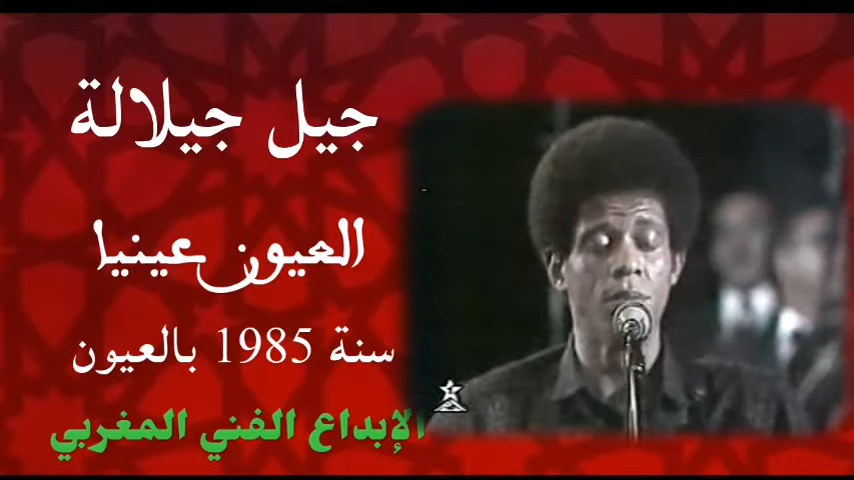 جيل جيلالة
العيون عينيا
سنة 1985 بالعيون
الإبداع الفني المغربي